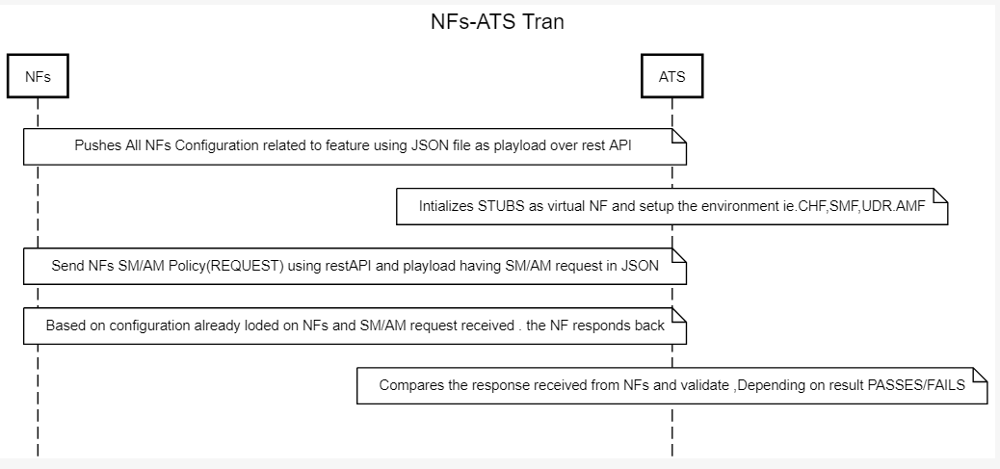 NFs-ATS Tran
NFs
ATS
Pushes All NFs Configuration related to feature using JSON file as playload over rest API
Intializes STUBS as virtual NF and setup the environment ie.CHF,SMF,UDR.AMF
Send NFs SM/AM Policy(REQUEST) using restAPI and playload having SM/AM request in JSON
Based on configuration already loded on NFs and SM/AM request received . the NF responds back
Compares the response received from NFs and validate ,Depending on result PASSES/FAILS